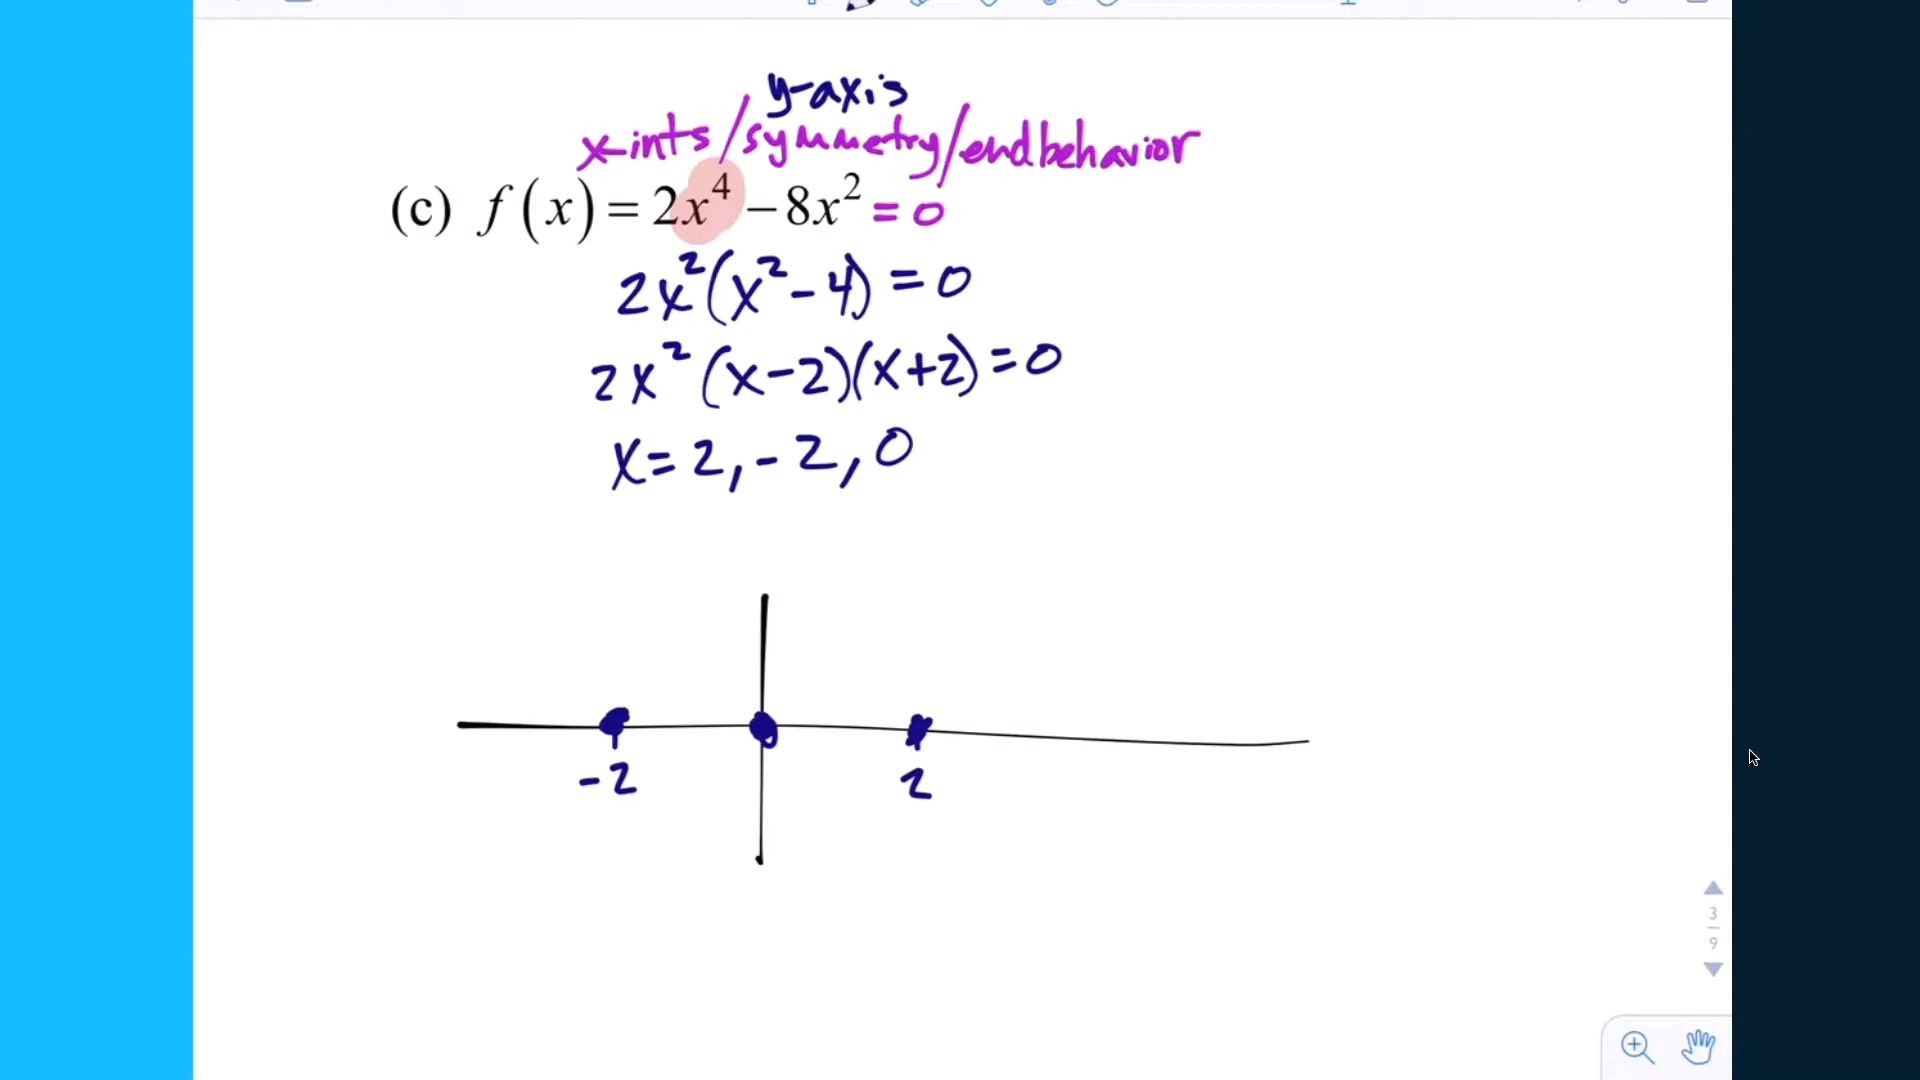 y-axis
x-ints/symmetry/end behavior
(c) f(x) = 2x⁴ – 8x² = 0
2x²(x² - 4) = 0
2x²(x-2)(x+2) = 0
x = 2, -2, 0
-2 2
3
9